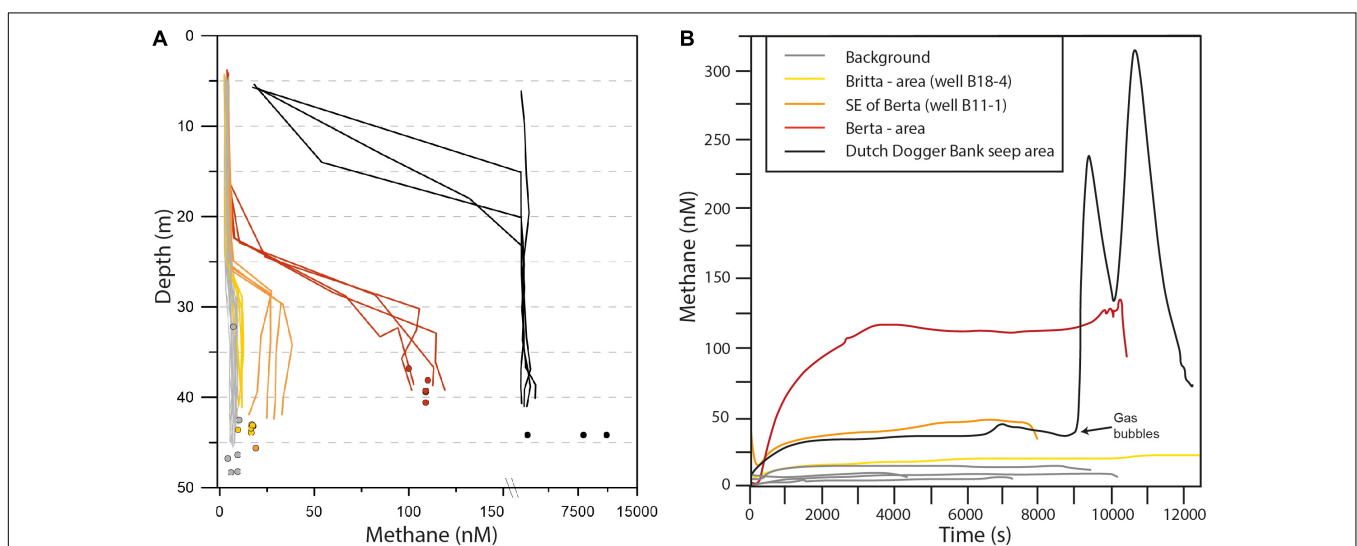 A
0
10
20
30
40
50
Depth (m)
0
50
100
150
7500
15000
Methane (nM)
B
300
250
200
150
100
50
0
Methane (nM)
Background
Britta - area (well B18-4)
SE of Berta (well B11-1)
Berta - area
Dutch Dogger Bank seep area
Gas
bubbles
0
2000
4000
6000
8000
10000
12000
Time (s)